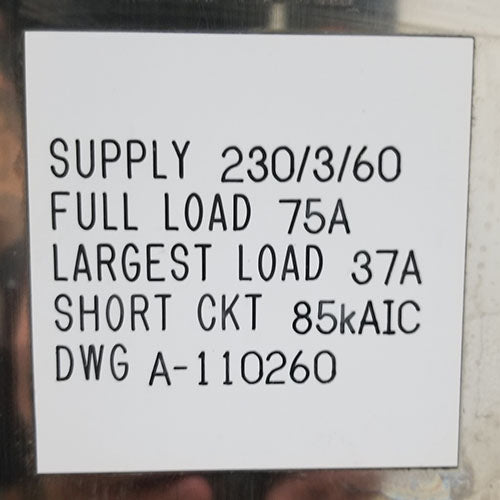 SUPPLY 230/3/60
FULL LOAD 75A
LARGEST LOAD 37A
SHORT CKT 85kAIC
DWG A-110260